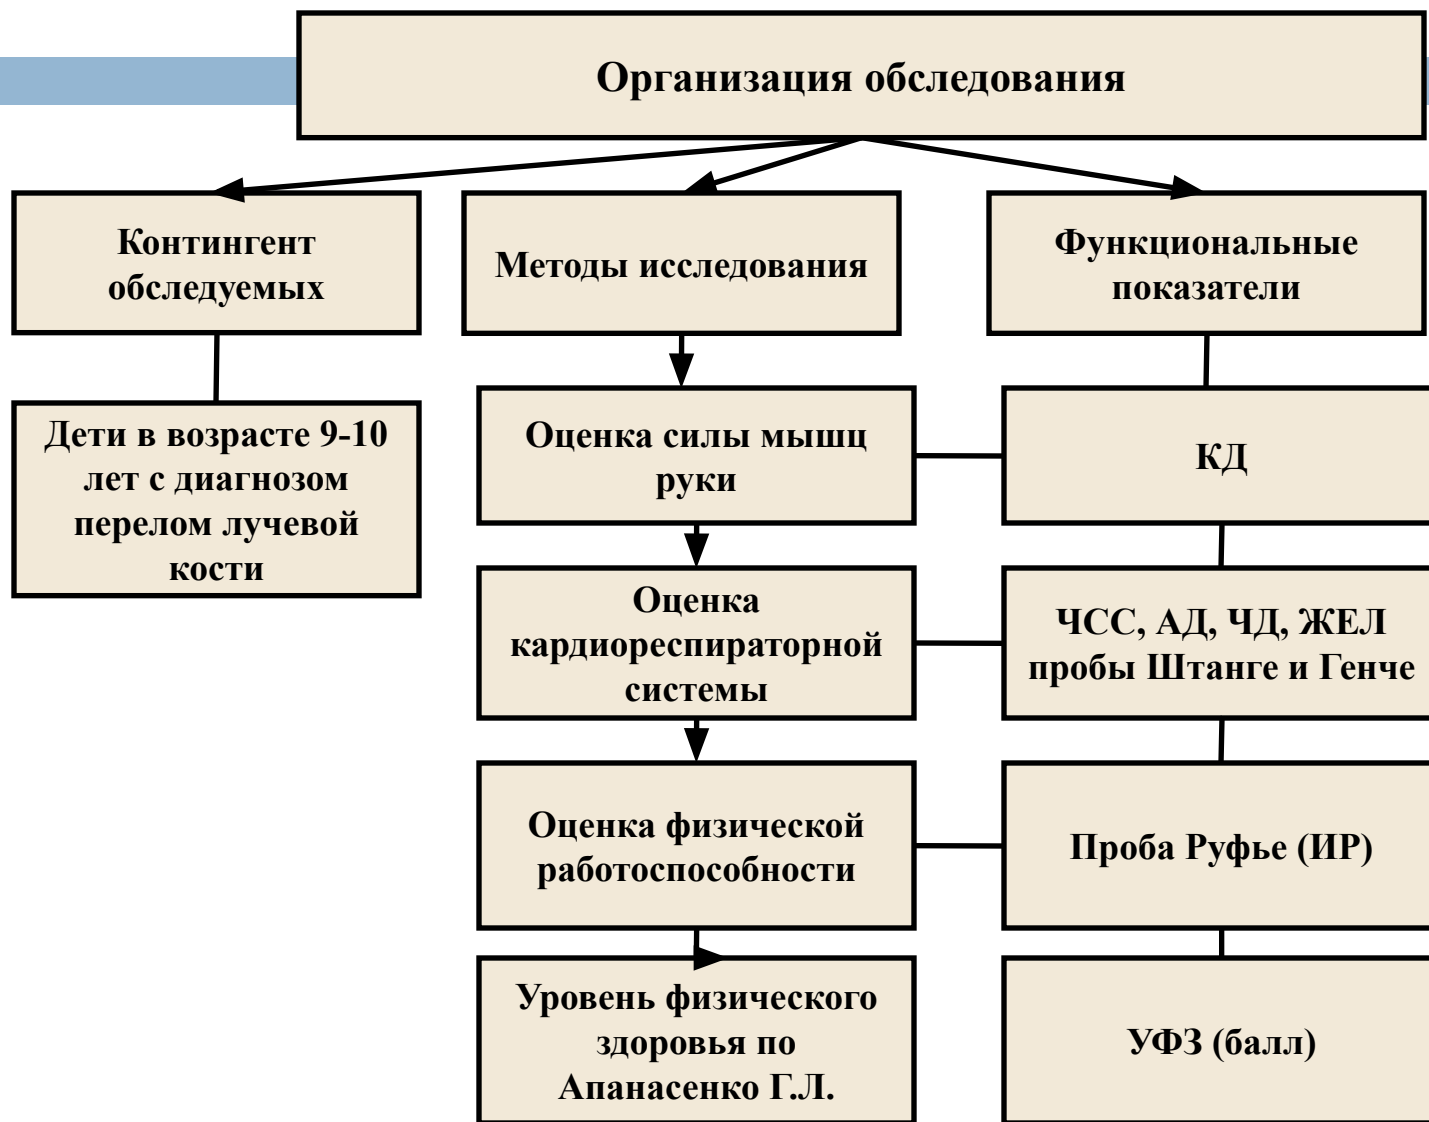 Организация обследования
Контингент
обследуемых
Методы исследования
Функциональные
показатели
Дети в возрасте 9-10
лет с диагнозом
перелом лучевой
кости
Оценка силы мышц
руки
КД
Оценка
кардиореспираторной
системы
ЧСС, АД, ЧД, ЖЕЛ
пробы Штанге и Генче
Оценка физической
работоспособности
Проба Руфье (ИР)
Уровень физического
здоровья по
Апанасенко Г.Л.
УФЗ (балл)